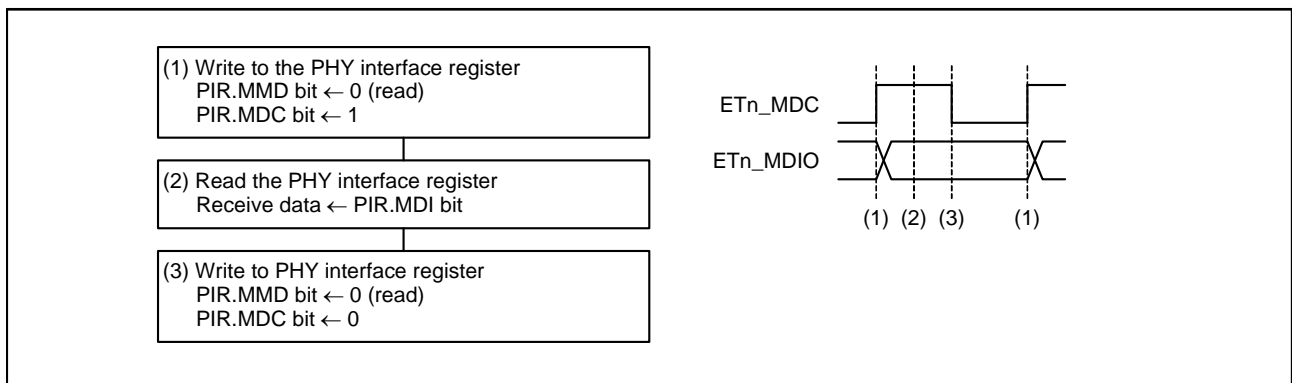 (1) Write to the PHY interface register
PIR.MMD bit ← 0 (read)
PIR.MDC bit ← 1
(2) Read the PHY interface register
Receive data ← PIR.MDI bit
(3) Write to PHY interface register
PIR.MMD bit ← 0 (read)
PIR.MDC bit ← 0
ETn_MDC
ETn_MDIO
(1) (2) (3) (1)